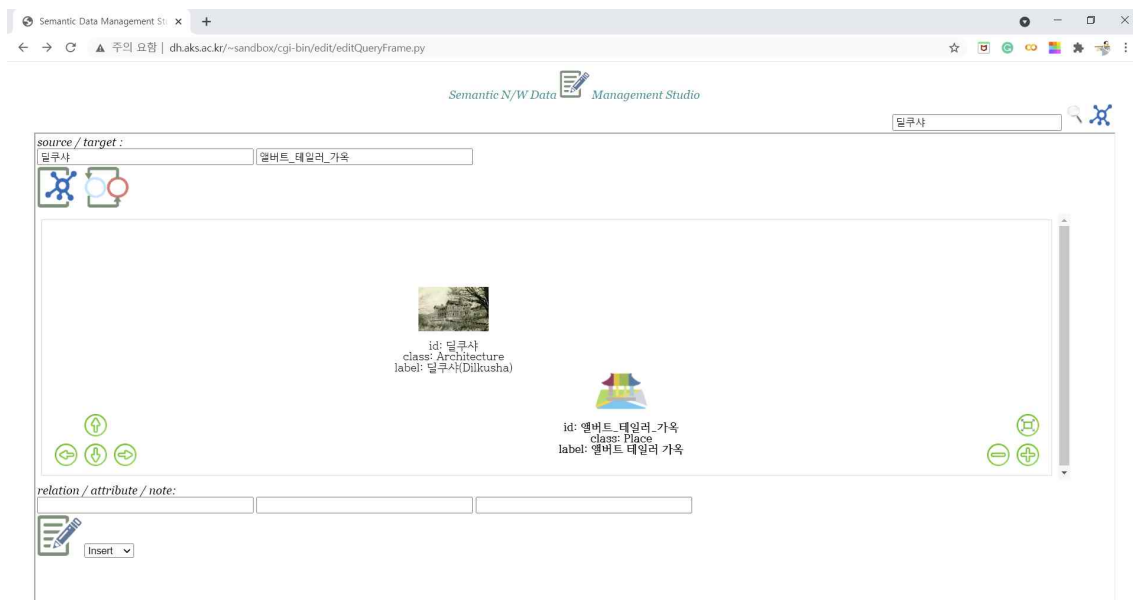 Semantic Data Management Stu
주의 요함 | dh.aks.ac.kr/~sandbox/cgi-bin/edit/editQueryFrame.py
Semantic N/W Data Management Studio
딜쿠샤
source / target :
딜쿠샤 앨버트_테일러_가옥
id: 딜쿠샤
class: Architecture
label: 딜쿠샤(Dilkusha)
id: 앨버트_테일러_가옥
class: Place
label: 앨버트 테일러 가옥
relation / attribute / note:
Insert